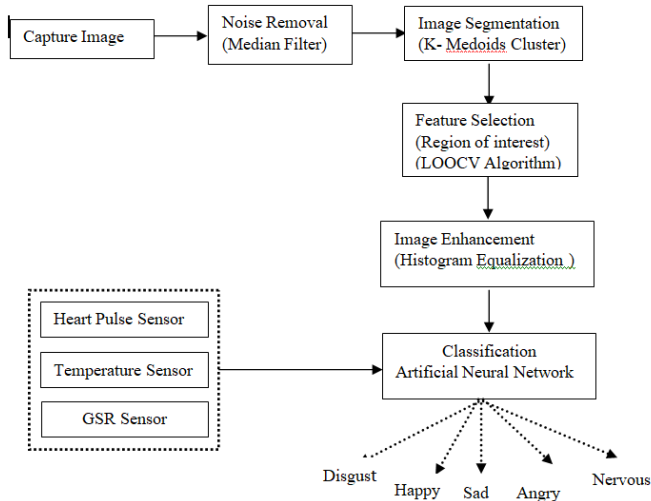 Capture Image
Noise Removal
(Median Filter)
Image Segmentation
(K- Medoids Cluster)
Feature Selection
(Region of interest)
(LOOCV Algorithm)
Image Enhancement
(Histogram Equalization )
Heart Pulse Sensor
Temperature Sensor
GSR Sensor
Classification
Artificial Neural Network
Disgust
Happy
Sad
Angry
Nervous